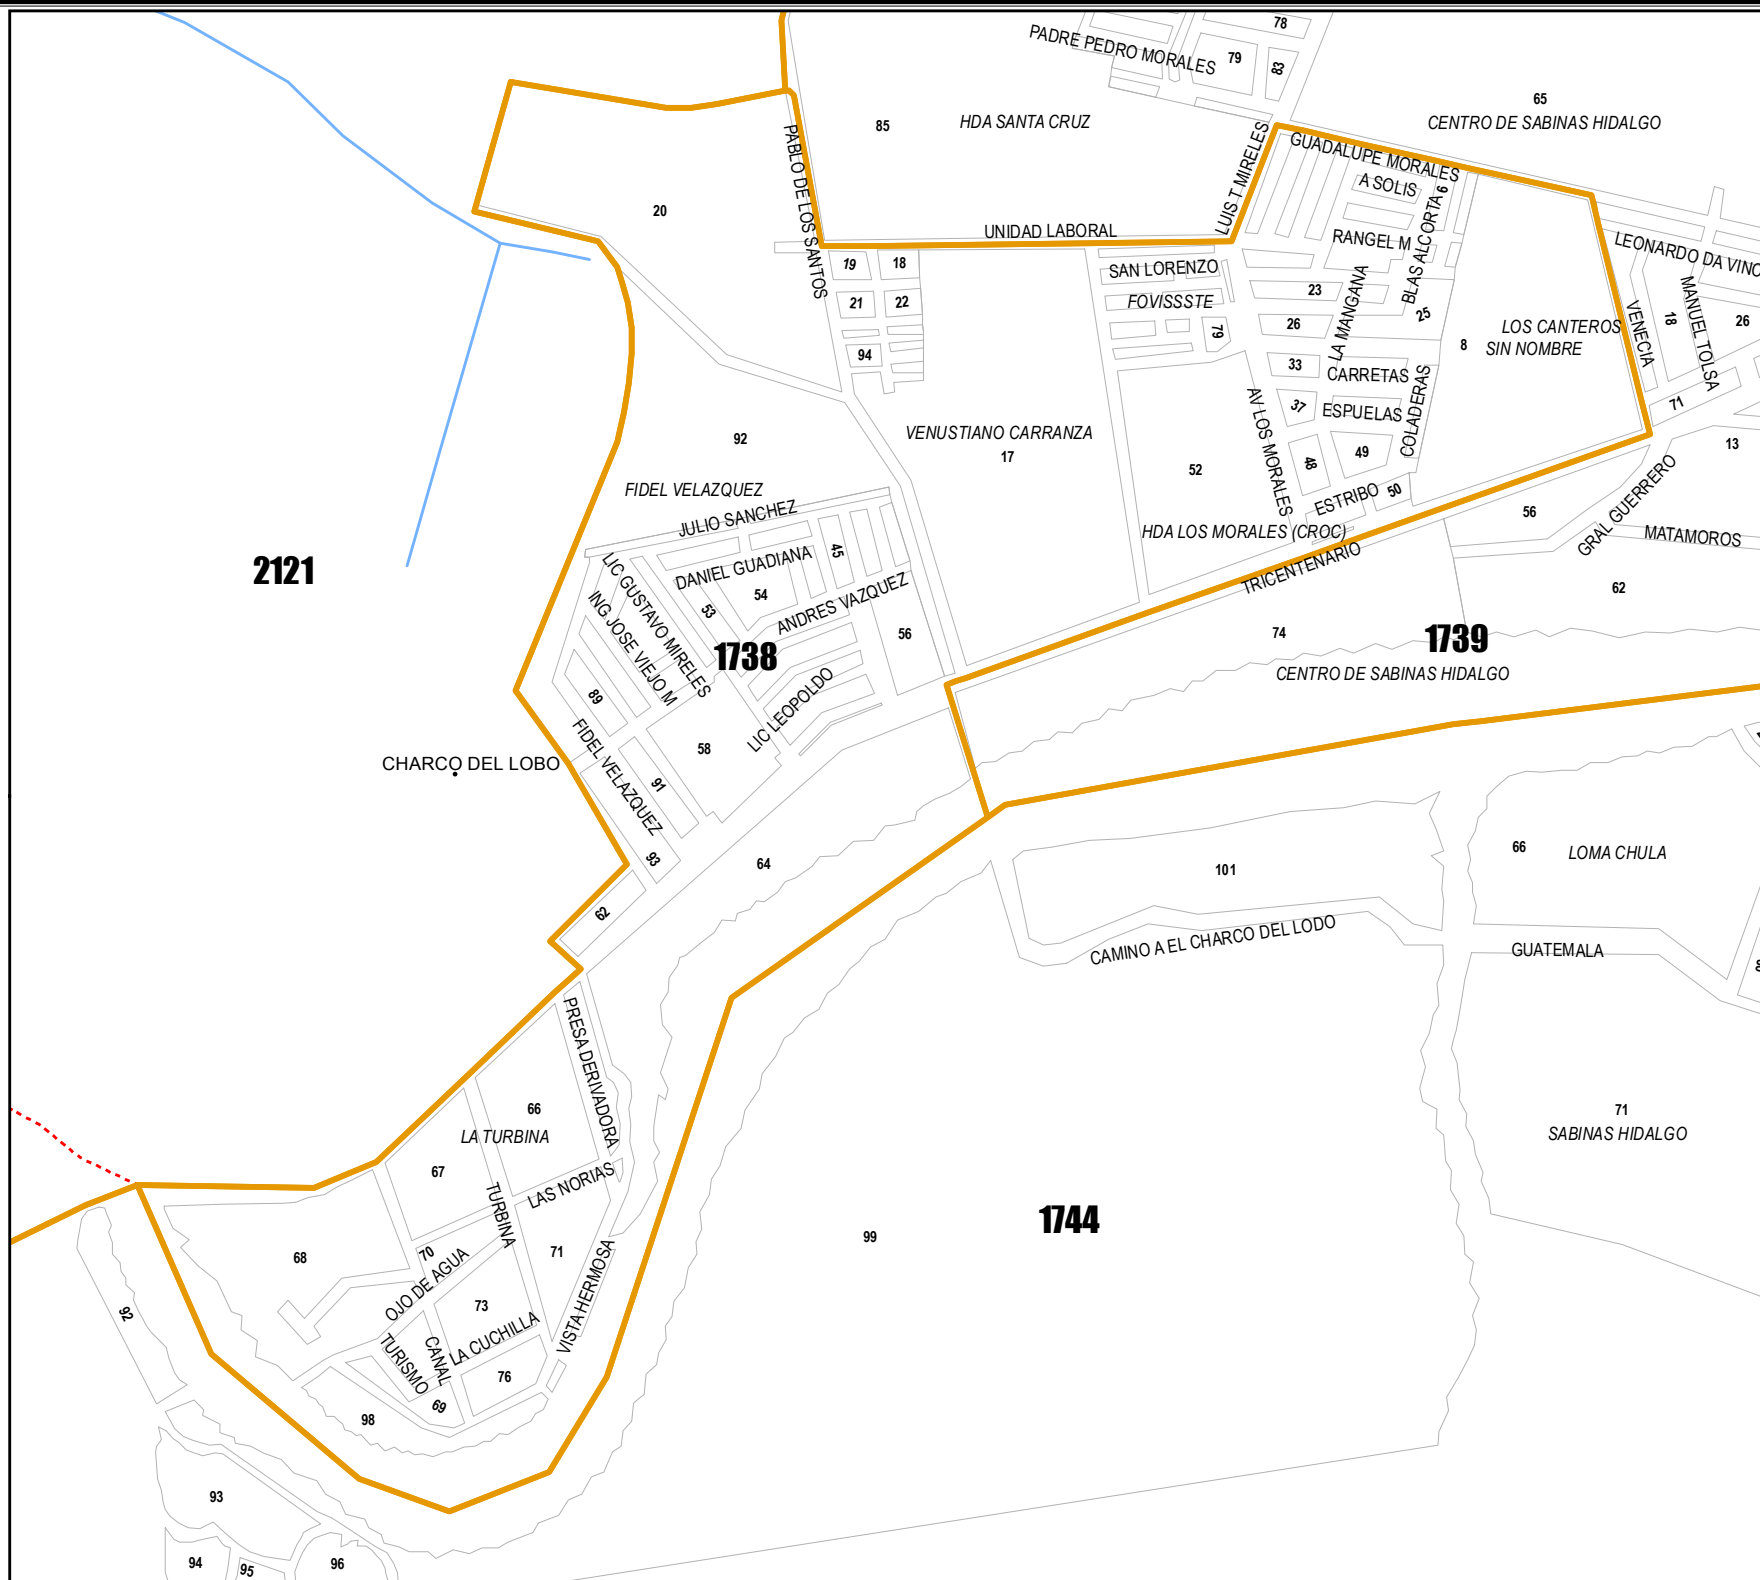 78
PADRE PEDRO MORALES
79
83
65
CENTRO DE SABINAS HIDALGO
85
HDA SANTA CRUZ
PABLO DE LOS SANTOS
LUIS T MIRELES
GUADALUPE MORALES
A SOLIS
6
BLAS ALCORTA
20
UNIDAD LABORAL
RANGEL M
LEONARDO DA VINC
19
18
SAN LORENZO
21
22
FOVISSSTE
23
LA MANGANA
25
MANUEL TOLSA
18
26
VENECIA
79
26
LOS CANTEROS
SIN NOMBRE
8
94
33
CARRETAS
COLADERAS
71
37
ESPUELAS
AV LOS MORALES
92
VENUSTIANO CARRANZA
17
13
49
48
52
FIDEL VELAZQUEZ
50
ESTRIBO
GRAL GUERRERO
JULIO SANCHEZ
56
HDA LOS MORALES (CROC)
MATAMOROS
45
DANIEL GUADIANA
TRICENTENARIO
2121
LIC GUSTAVO MIRELES
54
53
ANDRES VAZQUEZ
62
ING JOSE VIEJO M
56
74
1739
1738
CENTRO DE SABINAS HIDALGO
89
LIC LEOPOLDO
58
FIDEL VELAZQUEZ
CHARCO DEL LOBO
91
93
64
66
LOMA CHULA
101
62
CAMINO A EL CHARCO DEL LODO
GUATEMALA
PRESA DERIVADORA
66
LA TURBINA
71
SABINAS HIDALGO
67
LAS NORIAS
TURBINA
1744
99
70
71
68
OJO DE AGUA
VISTA HERMOSA
73
92
LA CUCHILLA
CANAL
TURISMO
76
69
98
93
94
95
96